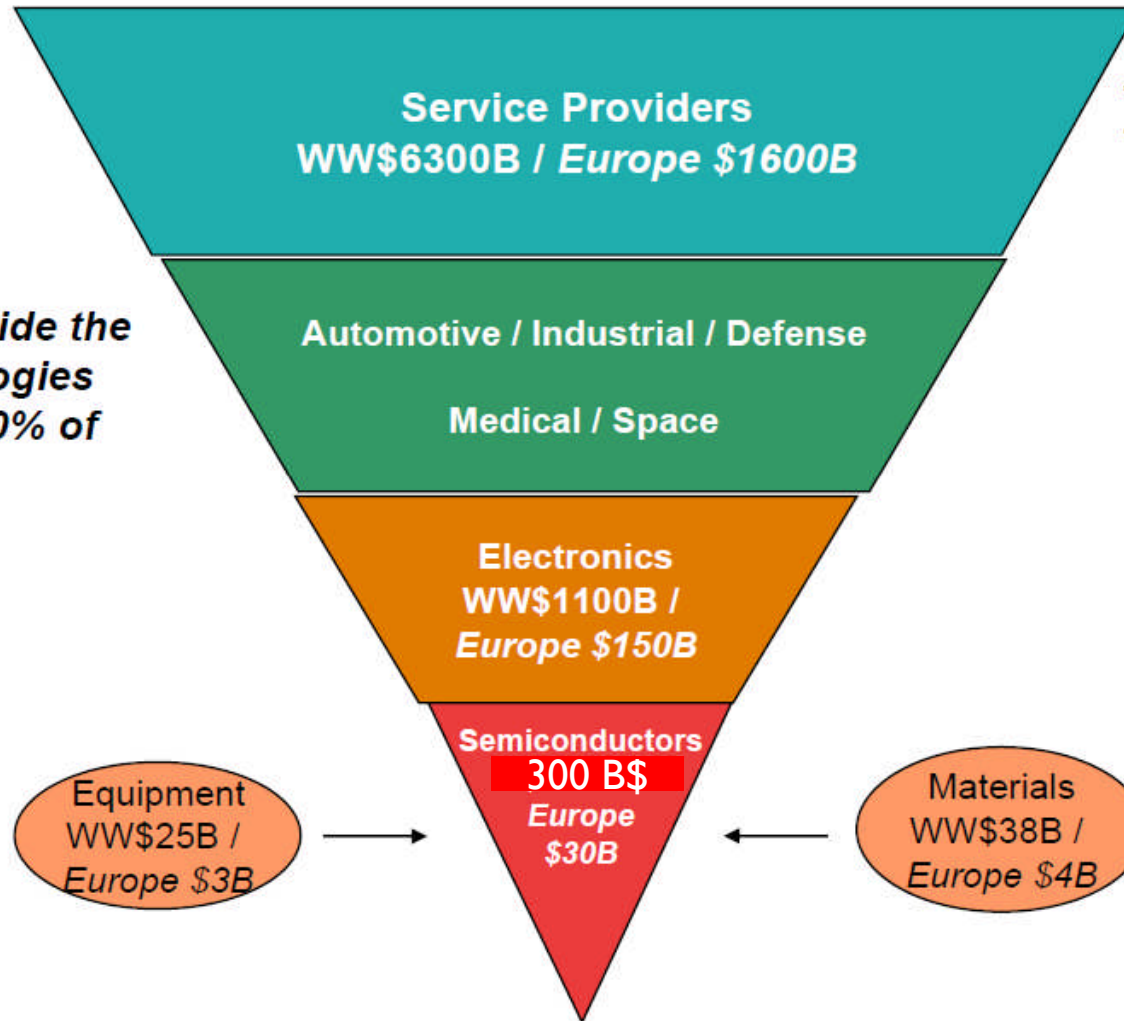 Service Providers
WW$6300B / Europe $1600B
ide the
ogies
0% of
Automotive / Industrial / Defense
Medical / Space
Electronics
WW$1100B /
Europe $150B
Semiconductors
300 B$
Europe
$30B
Equipment
WW$25B /
Europe $3B
Materials
WW$38B /
Europe $4B